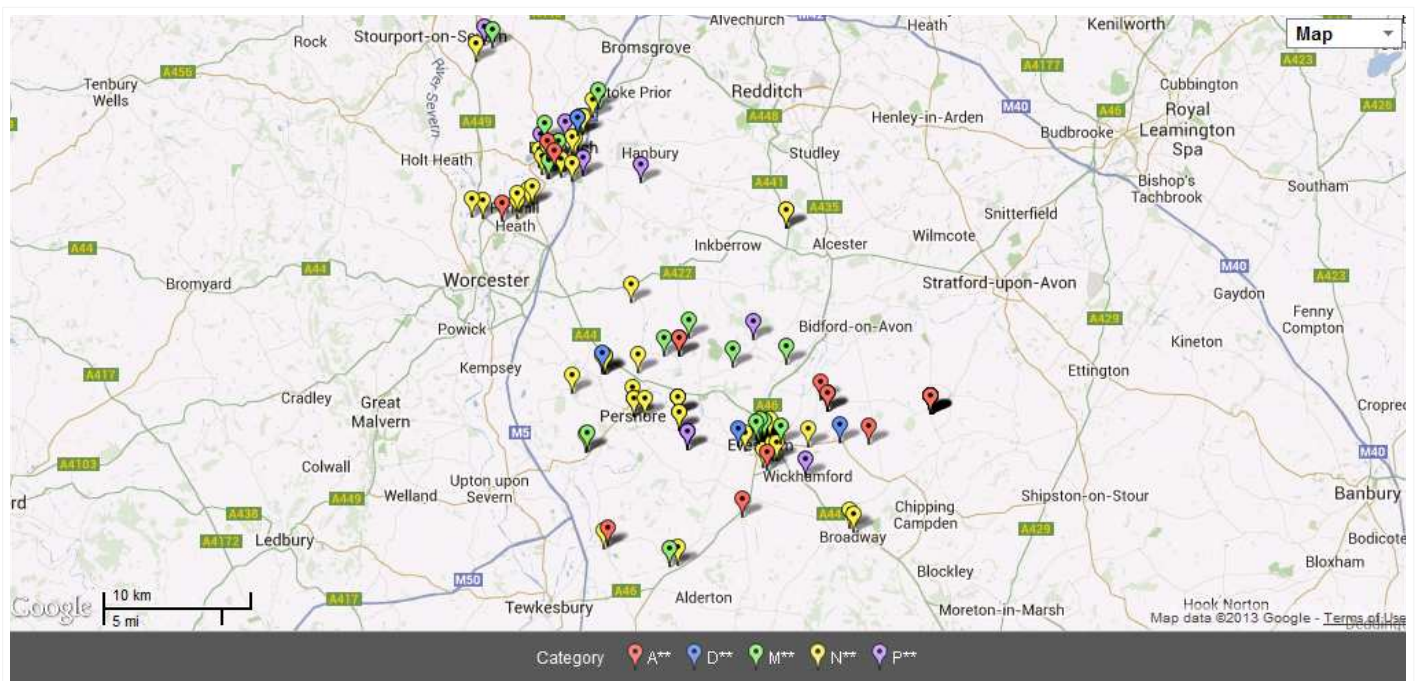 Alvechurch
Heath
Kenilworth
Map
Rock
Stourport-on-Severn
Bromsgrove
A423
A456
A4177
Tenbury
Wells
River Severn
Stoke Prior
Redditch
Cubbington
M40
A46
A426
A449
A448
Henley-in-Arden
Royal
Leamington
Spa
Budbrooke
Holt Heath
Hanbury
Studley
A441
Bishop's
Tachbrook
Southam
A435
Snitterfield
Heath
Wilmcote
Inkberrow
Alcester
A44
A44
A422
M40
A423
Bromyard
Worcester
Stratford-upon-Avon
Gaydon
Fenny
Compton
Powick
A44
Bidford-on-Avon
A429
Kineton
Kempsey
Ettington
A417
Cradley
Great
Malvern
A46
Pershore
M5
A4103
Colwall
Wickhamford
M40
Upton upon
Severn
Welland
A449
Shipston-on-Stour
Banbury
Chipping
Campden
A438
A4172
Ledbury
A429
Broadway
Bodicote
Bloxham
Blockley
M50
10 km
5 mi
Google
A417
A46
Alderton
Tewkesbury
Moreton-in-Marsh
Hook Norton
Map data ©2013 Google - Terms of Use
Category A** D** M** N** P**